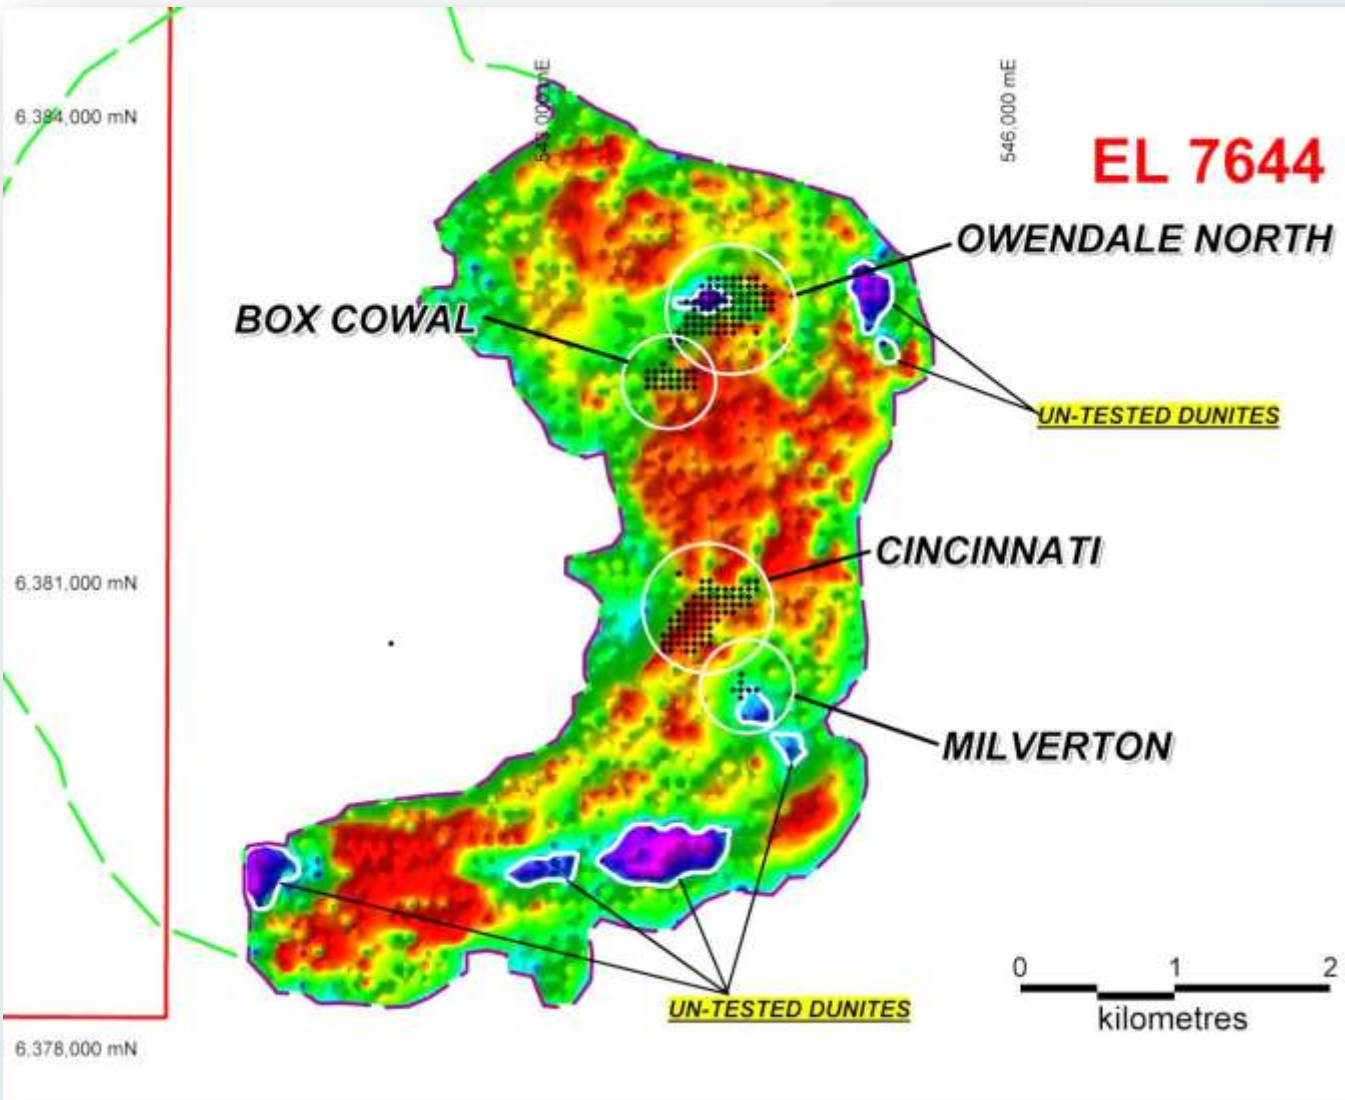 6,384,000 mN
543,000 mE
546,000 mE
EL 7644
OWENDALE NORTH
BOX COWAL
UN-TESTED DUNITES
CINCINNATI
6,381,000 mN
MILVERTON
UN-TESTED DUNITES
0 1 2
kilometres
6,378,000 mN